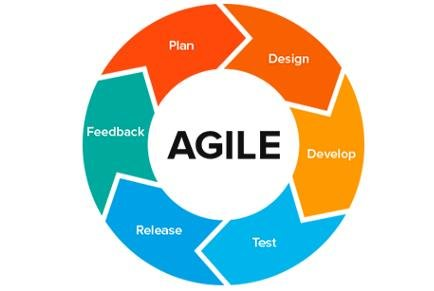 Plan
Design
Develop
Test
Release
Feedback
AGILE